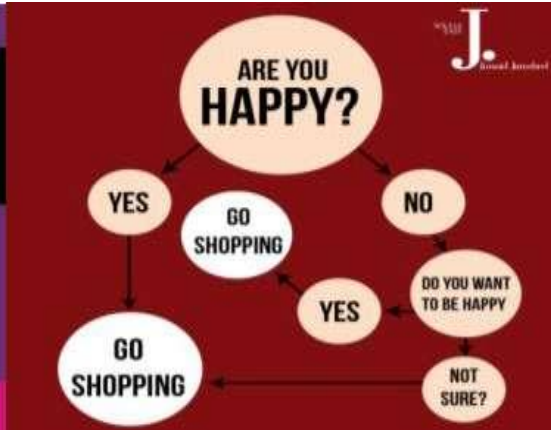 J.
ARE YOU
HAPPY?
YES
NO
GO
SHOPPING
DO YOU WANT
TO BE HAPPY
YES
GO
SHOPPING
NOT
SURE?